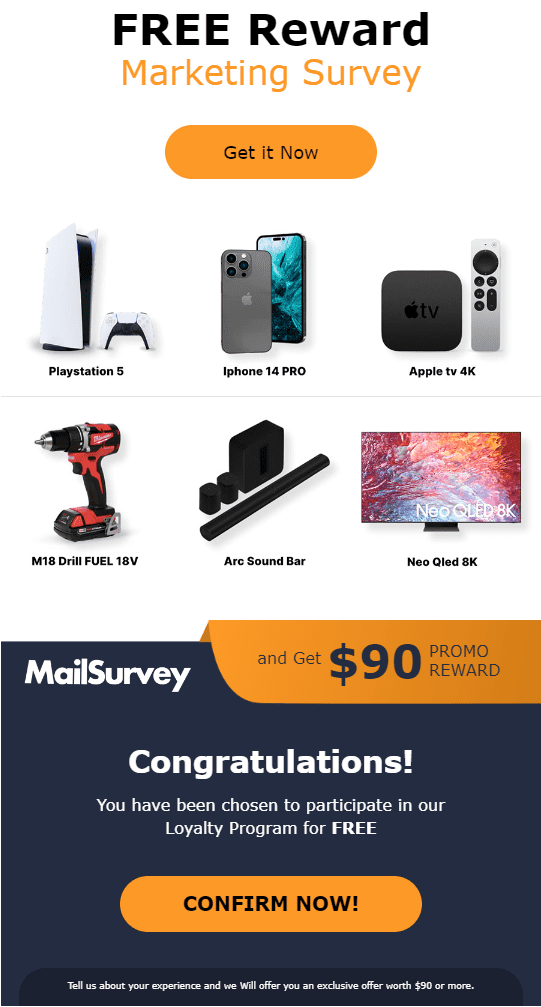 FREE Reward
Marketing Survey
Get it Now
tv
Playstation 5
Iphone 14 PRO
Apple tv 4K
Milwaukee
Neo QLED 8K
M18 Drill FUEL 18V
Arc Sound Bar
Neo Qled 8K
MailSurvey
and Get $90 PROMO
REWARD
Congratulations!
You have been chosen to participate in our
Loyalty Program for FREE
CONFIRM NOW!
Tell us about your experience and we Will offer you an exclusive offer worth $90 or more.